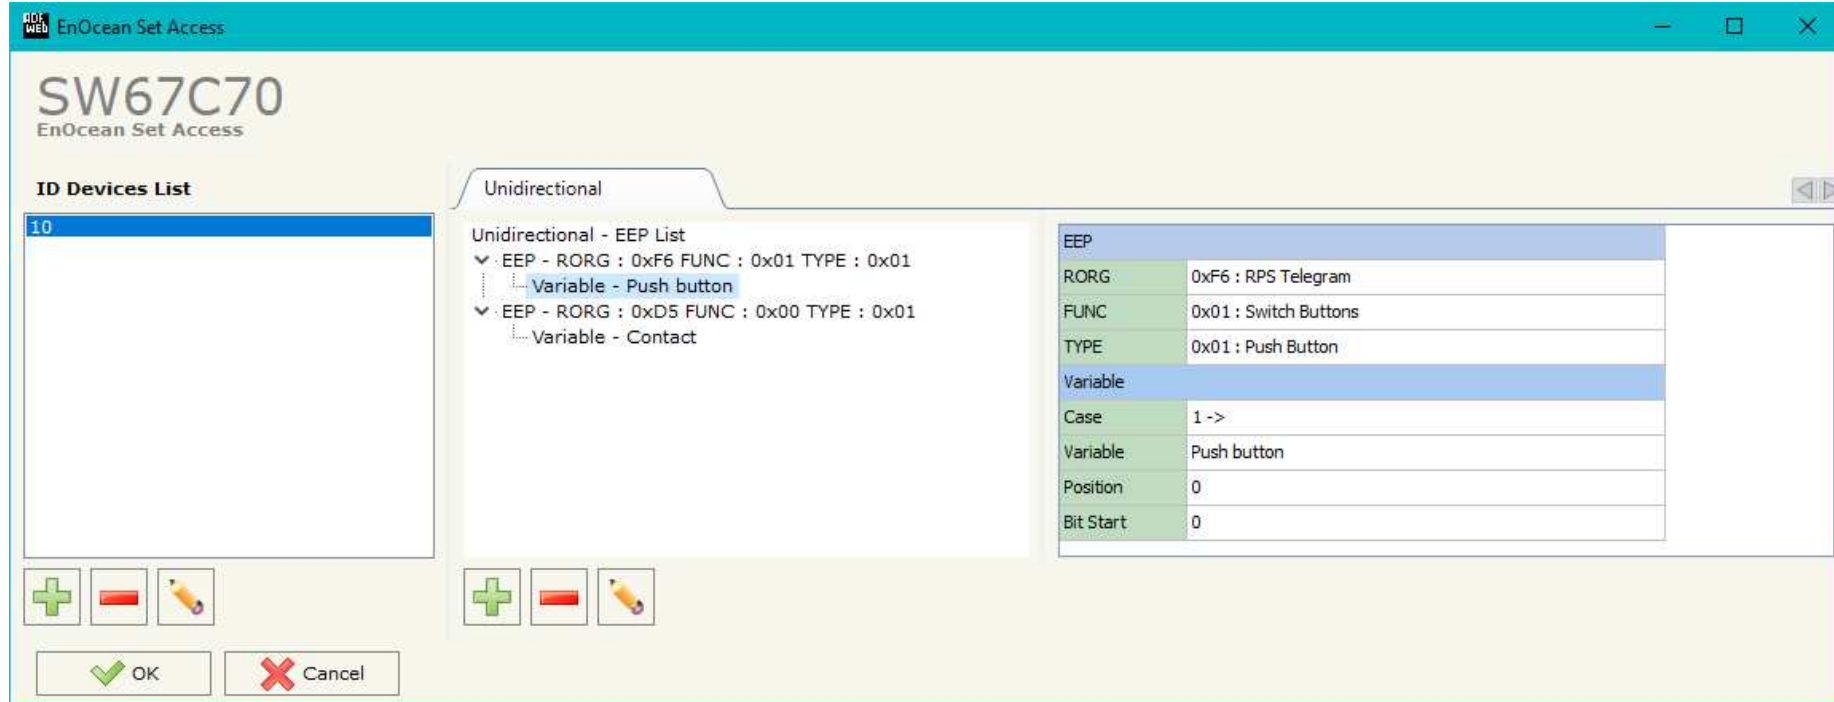 ADF WEB EnOcean Set Access
SW67C70
EnOcean Set Access
ID Devices List
10
Unidirectional
Unidirectional - EEP List
EEP - RORG : 0xF6 FUNC : 0x01 TYPE : 0x01
Variable - Push button
EEP - RORG : 0xD5 FUNC : 0x00 TYPE : 0x01
Variable - Contact
EEP
RORG 0xF6 : RPS Telegram
FUNC 0x01 : Switch Buttons
TYPE 0x01 : Push Button
Variable
Case 1 ->
Variable Push button
Position 0
Bit Start 0
OK Cancel